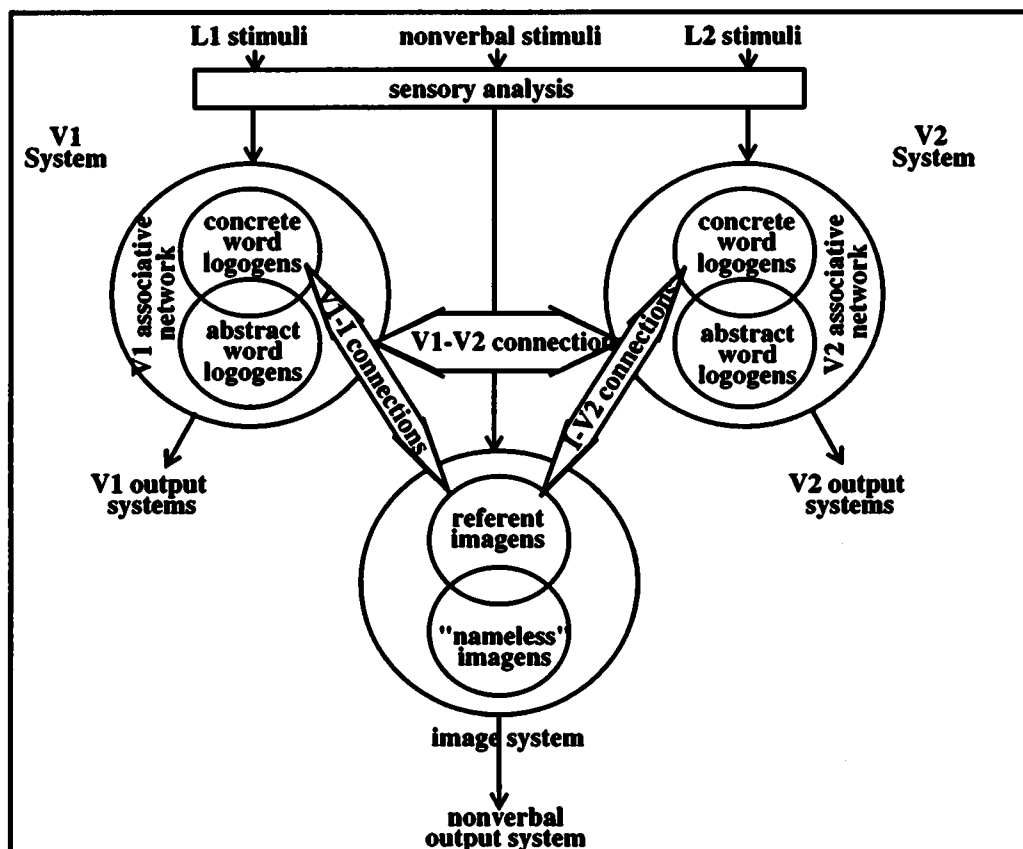 L1 stimuli
nonverbal stimuli
L2 stimuli
sensory analysis
V1
System
V2
System
V1 associative
network
concrete
word
logogens
abstract
word
logogens
V1-I connections
V1-V2 connection
I-V2 connections
concrete
word
logogens
abstract
word
logogens
V2 associative
network
V1 output
systems
V2 output
systems
referent
imagens
"nameless"
imagens
image system
nonverbal
output system